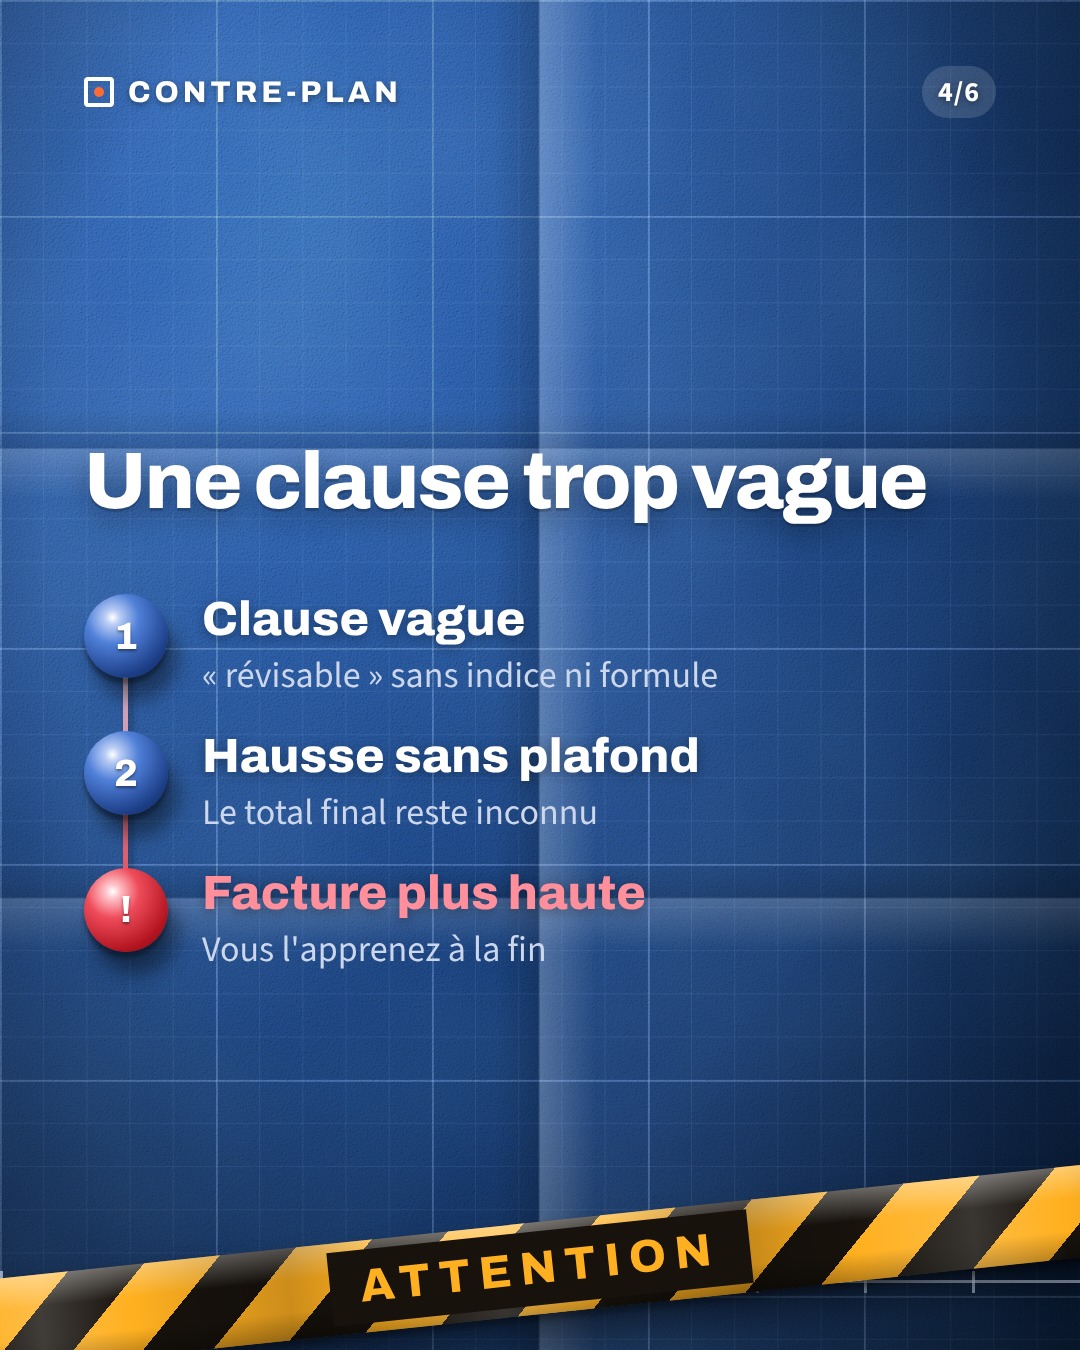 CONTRE-PLAN
4/6
Une clause trop vague
1
Clause vague
« révisable » sans indice ni formule
2
Hausse sans plafond
Le total final reste inconnu
!
Facture plus haute
Vous l'apprenez à la fin
ATTENTION